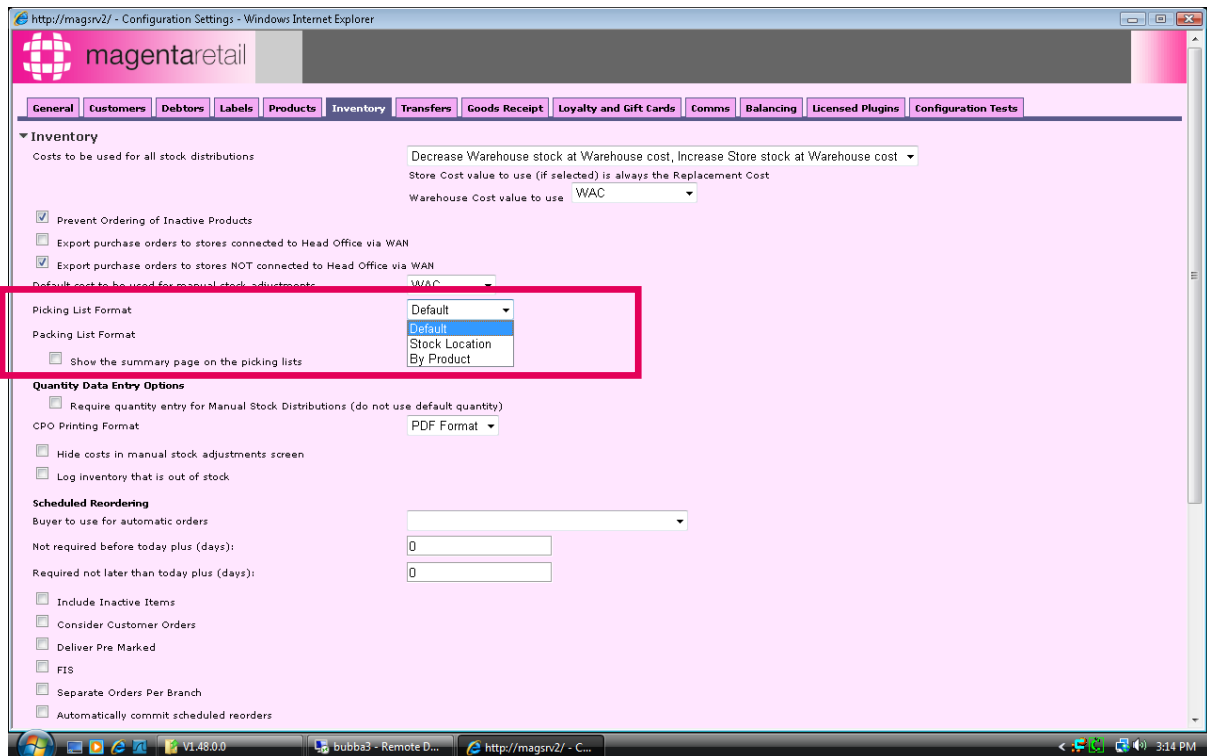 http://magsrv2/ - Configuration Settings - Windows Internet Explorer
magentaretail
General Customers Debtors Labels Products Inventory Transfers Goods Receipt Loyalty and Gift Cards Comms Balancing Licensed Plugins Configuration Tests
Inventory
Costs to be used for all stock distributions Decrease Warehouse stock at Warehouse cost, Increase Store stock at Warehouse cost
Store Cost value to use (if selected) is always the Replacement Cost
Warehouse Cost value to use WAC
Prevent Ordering of Inactive Products
Export purchase orders to stores connected to Head Office via WAN
Export purchase orders to stores NOT connected to Head Office via WAN
Default cost to be used for manual stock adjustments WAC
Picking List Format Default
Default
Packing List Format Stock Location
Show the summary page on the picking lists By Product
Quantity Data Entry Options
Require quantity entry for Manual Stock Distributions (do not use default quantity)
CPO Printing Format PDF Format
Hide costs in manual stock adjustments screen
Log inventory that is out of stock
Scheduled Reordering
Buyer to use for automatic orders
Not required before today plus (days): 0
Required not later than today plus (days): 0
Include Inactive Items
Consider Customer Orders
Deliver Pre Marked
FIS
Separate Orders Per Branch
Automatically commit scheduled reorders
V1.48.0.0 bubba3 - Remote D... http://magsrv2/ - C... 3:14 PM